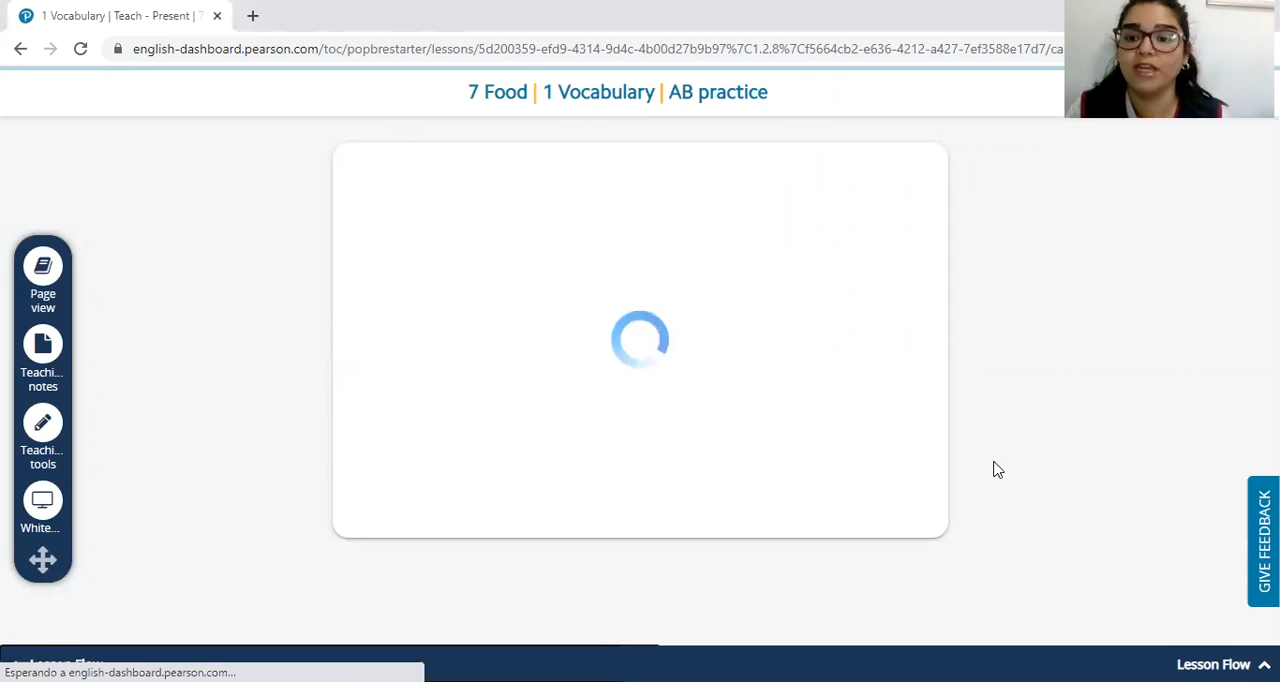 1 Vocabulary | Teach - Present | 7
english-dashboard.pearson.com/toc/popbrestarter/lessons/5d200359-efd9-4314-9d4c-4b00d27b9b97%7C1.2.8%7Cf5664cb2-e636-4212-a427-7ef3588e17d7/ca
7 Food | 1 Vocabulary | AB practice
Page
view
Teachi...
notes
Teachi...
tools
White...
GIVE FEEDBACK
Lesson Flow
Lesson Flow
Esperando a english-dashboard.pearson.com...